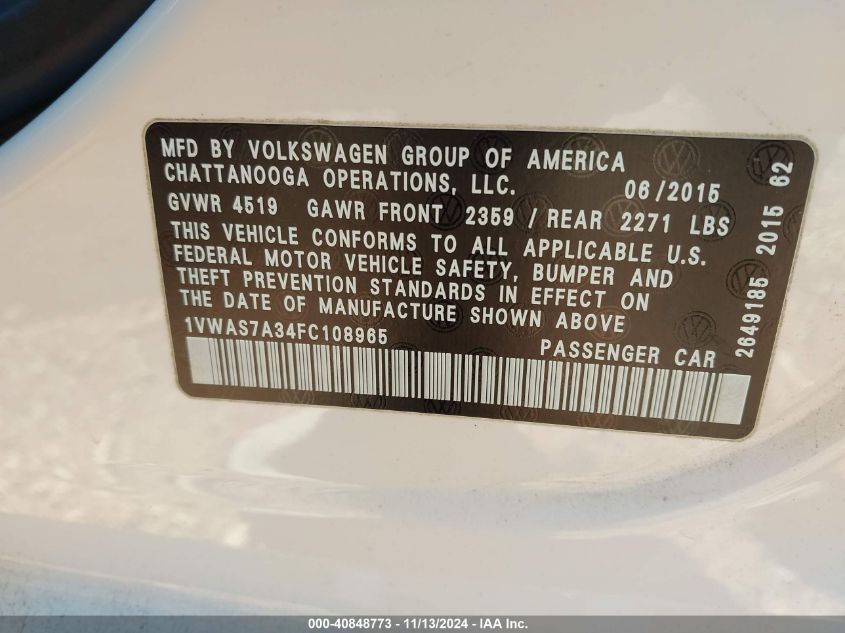 MFD BY VOLKSWAGEN GROUP OF AMERICA
CHATTANOOGA OPERATIONS, LLC. 06/2015
GVWR 4519 GAWR FRONT 2359 / REAR 2271 LBS
THIS VEHICLE CONFORMS TO ALL APPLICABLE U.S.
FEDERAL MOTOR VEHICLE SAFETY, BUMPER AND
THEFT PREVENTION STANDARDS IN EFFECT ON
THE DATE OF MANUFACTURE SHOWN ABOVE
1VWAS7A34FC108965 PASSENGER CAR
2649185 2015 62
000-40848773 - 11/13/2024 - IAA Inc.